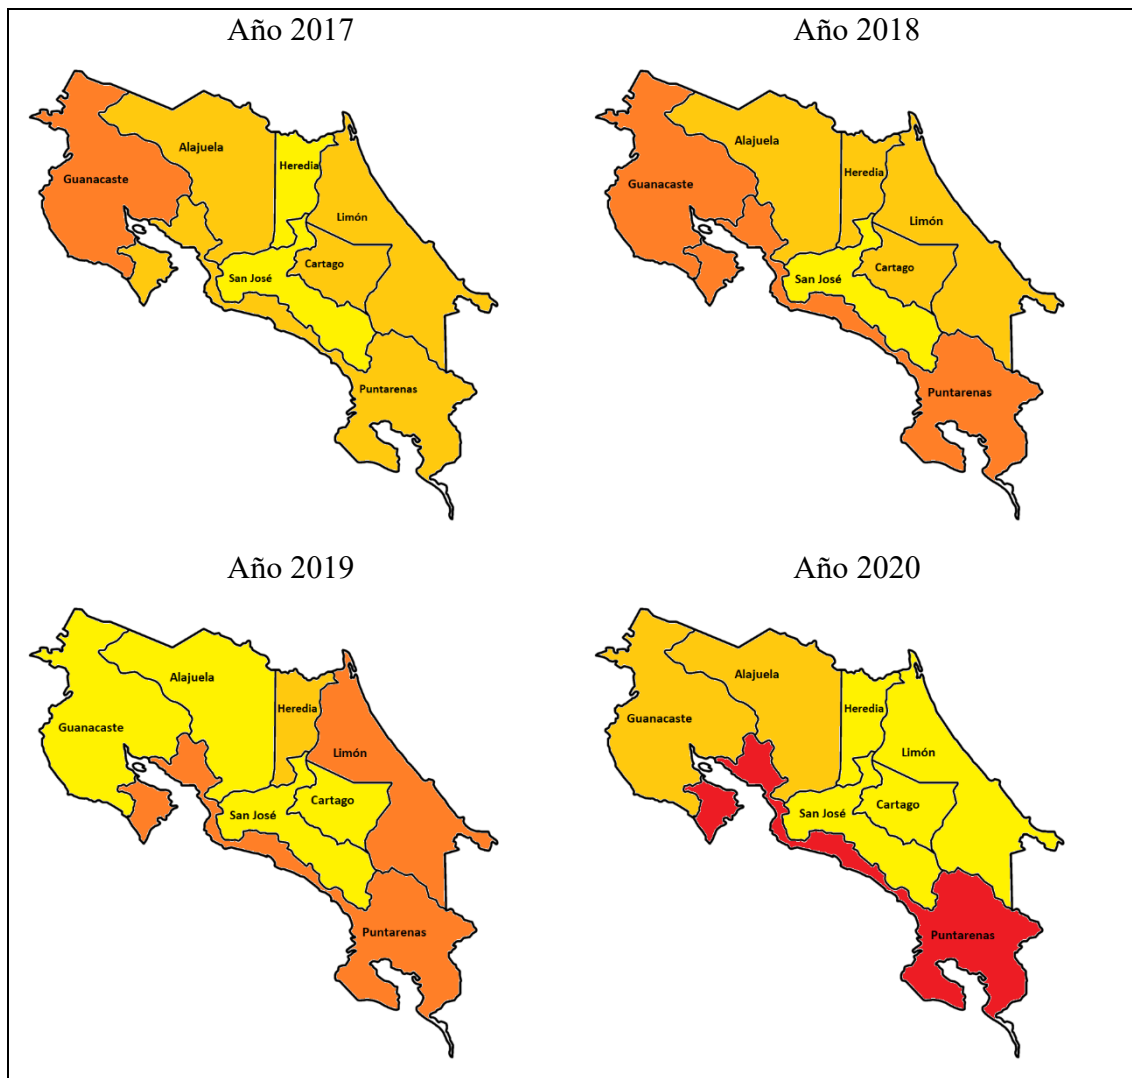 Año 2017
Alajuela
Heredia
Guanacaste
Limón
Cartago
San José
Puntarenas
Año 2018
Alajuela
Heredia
Guanacaste
Limón
Cartago
San José
Puntarenas
Año 2019
Alajuela
Heredia
Guanacaste
Limón
Cartago
San José
Puntarenas
Año 2020
Alajuela
Heredia
Guanacaste
Limón
Cartago
San José
Puntarenas